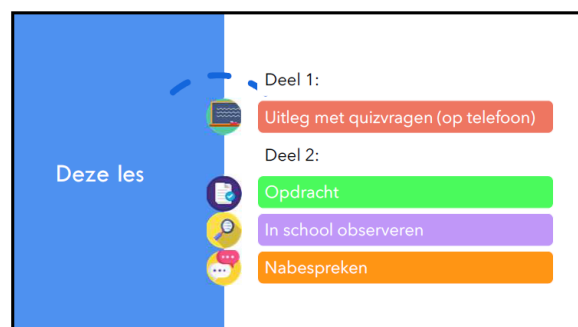 Deze les
Deel 1:
Uitleg met quizvragen (op telefoon)
Deel 2:
Opdracht
In school observeren
Nabespreken